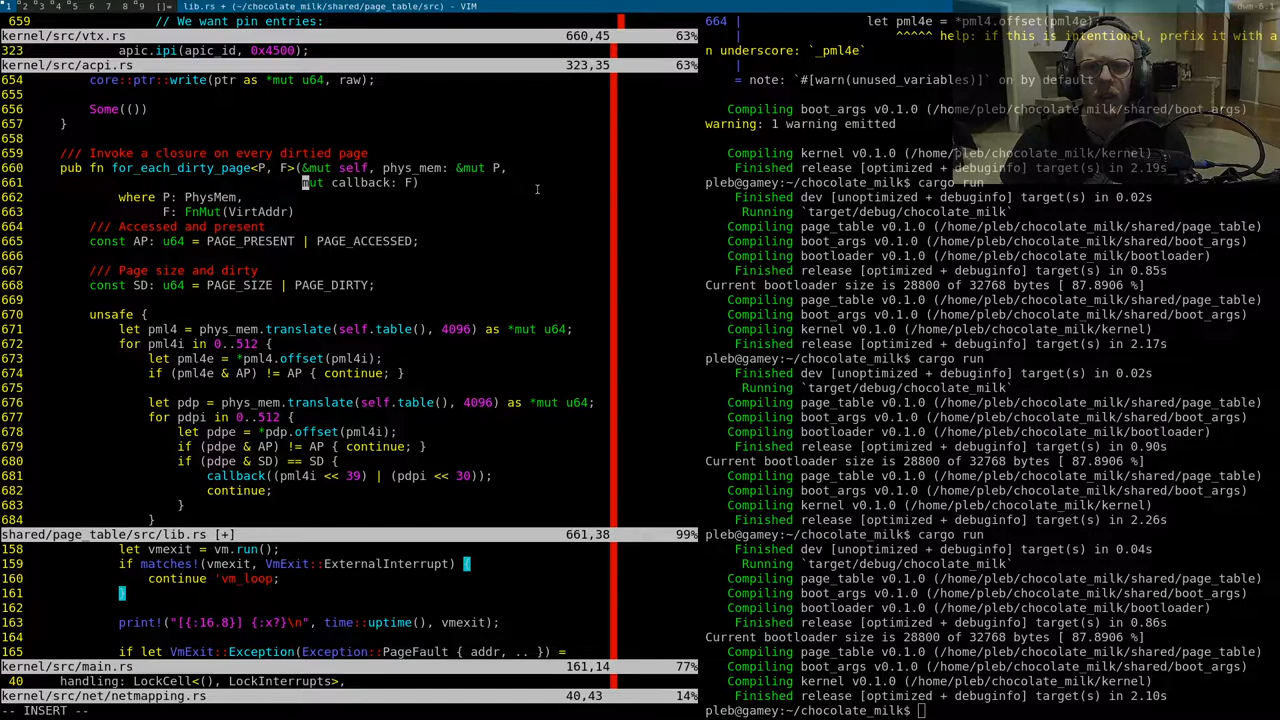 1 2 3 4 5 6 7 8 9 []= lib.rs + (~/chocolate_milk/shared/page_table/src) - VIM dwm-6.1
659 // We want pin entries:
kernel/src/vtx.rs 660,45 63%
323 apic.ipi(apic_id, 0x4500);
kernel/src/acpi.rs 323,35 63%
654 core::ptr::write(ptr as *mut u64, raw);
655
656 Some(())
657 }
658
659 /// Invoke a closure on every dirtied page
660 pub fn for_each_dirty_page<P, F>(&mut self, phys_mem: &mut P,
661 mut callback: F)
662 where P: PhysMem,
663 F: FnMut(VirtAddr)
664 /// Accessed and present
665 const AP: u64 = PAGE_PRESENT | PAGE_ACCESSED;
666
667 /// Page size and dirty
668 const SD: u64 = PAGE_SIZE | PAGE_DIRTY;
669
670 unsafe {
671 let pml4 = phys_mem.translate(self.table(), 4096) as *mut u64;
672 for pml4i in 0..512 {
673 let pml4e = *pml4.offset(pml4i);
674 if (pml4e & AP) != AP { continue; }
675
676 let pdp = phys_mem.translate(self.table(), 4096) as *mut u64;
677 for pdpi in 0..512 {
678 let pdpe = *pdp.offset(pml4i);
679 if (pdpe & AP) != AP { continue; }
680 if (pdpe & SD) == SD {
681 callback((pml4i << 39) | (pdpi << 30));
682 continue;
683 }
684 }
shared/page_table/src/lib.rs [+] 661,38 99%
158 let vmexit = vm.run();
159 if matches!(vmexit, VmExit::ExternalInterrupt) {
160 continue 'vm_loop;
161 }
162
163 print!("[{:16.8}] {:x?}\n", time::uptime(), vmexit);
164
165 if let VmExit::Exception(Exception::PageFault { addr, .. }) =
kernel/src/main.rs 161,14 77%
40 handling: LockCell<(), LockInterrupts>,
kernel/src/net/netmapping.rs 40,43 14%
-- INSERT --
664 | let pml4e = *pml4.offset(pml4e)
| ^^^^^ help: if this is intentional, prefix it with a
n underscore: `_pml4e`
|
= note: `#[warn(unused_variables)]` on by default
Compiling boot_args v0.1.0 (/home/pleb/chocolate_milk/shared/boot_args)
warning: 1 warning emitted
Compiling kernel v0.1.0 (/home/pleb/chocolate_milk/kernel)
Finished release [optimized + debuginfo] target(s) in 2.19s
pleb@gamey:~/chocolate_milk$ cargo run
Finished dev [unoptimized + debuginfo] target(s) in 0.02s
Running `target/debug/chocolate_milk`
Compiling page_table v0.1.0 (/home/pleb/chocolate_milk/shared/page_table)
Compiling boot_args v0.1.0 (/home/pleb/chocolate_milk/shared/boot_args)
Compiling bootloader v0.1.0 (/home/pleb/chocolate_milk/bootloader)
Finished release [optimized + debuginfo] target(s) in 0.85s
Current bootloader size is 28800 of 32768 bytes [ 87.8906 %]
Compiling page_table v0.1.0 (/home/pleb/chocolate_milk/shared/page_table)
Compiling boot_args v0.1.0 (/home/pleb/chocolate_milk/shared/boot_args)
Compiling kernel v0.1.0 (/home/pleb/chocolate_milk/kernel)
Finished release [optimized + debuginfo] target(s) in 2.17s
pleb@gamey:~/chocolate_milk$ cargo run
Finished dev [unoptimized + debuginfo] target(s) in 0.02s
Running `target/debug/chocolate_milk`
Compiling page_table v0.1.0 (/home/pleb/chocolate_milk/shared/page_table)
Compiling boot_args v0.1.0 (/home/pleb/chocolate_milk/shared/boot_args)
Compiling bootloader v0.1.0 (/home/pleb/chocolate_milk/bootloader)
Finished release [optimized + debuginfo] target(s) in 0.90s
Current bootloader size is 28800 of 32768 bytes [ 87.8906 %]
Compiling page_table v0.1.0 (/home/pleb/chocolate_milk/shared/page_table)
Compiling boot_args v0.1.0 (/home/pleb/chocolate_milk/shared/boot_args)
Compiling kernel v0.1.0 (/home/pleb/chocolate_milk/kernel)
Finished release [optimized + debuginfo] target(s) in 2.26s
pleb@gamey:~/chocolate_milk$ cargo run
Finished dev [unoptimized + debuginfo] target(s) in 0.04s
Running `target/debug/chocolate_milk`
Compiling page_table v0.1.0 (/home/pleb/chocolate_milk/shared/page_table)
Compiling boot_args v0.1.0 (/home/pleb/chocolate_milk/shared/boot_args)
Compiling bootloader v0.1.0 (/home/pleb/chocolate_milk/bootloader)
Finished release [optimized + debuginfo] target(s) in 0.86s
Current bootloader size is 28800 of 32768 bytes [ 87.8906 %]
Compiling page_table v0.1.0 (/home/pleb/chocolate_milk/shared/page_table)
Compiling boot_args v0.1.0 (/home/pleb/chocolate_milk/shared/boot_args)
Compiling kernel v0.1.0 (/home/pleb/chocolate_milk/kernel)
Finished release [optimized + debuginfo] target(s) in 2.10s
pleb@gamey:~/chocolate_milk$